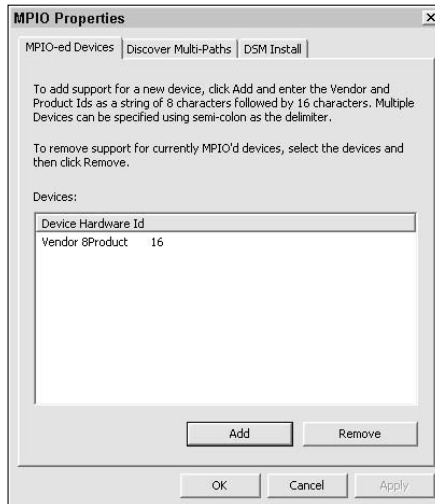 MPIO Properties
MPIO-ed Devices
Discover Multi-Paths
DSM Install
To add support for a new device, click Add and enter the Vendor and
Product Ids as a string of 8 characters followed by 16 characters. Multiple
Devices can be specified using semi-colon as the delimiter.
To remove support for currently MPIO'd devices, select the devices and
then click Remove.
Devices:
Device Hardware Id
Vendor 8Product      16
Add
Remove
OK
Cancel
Apply